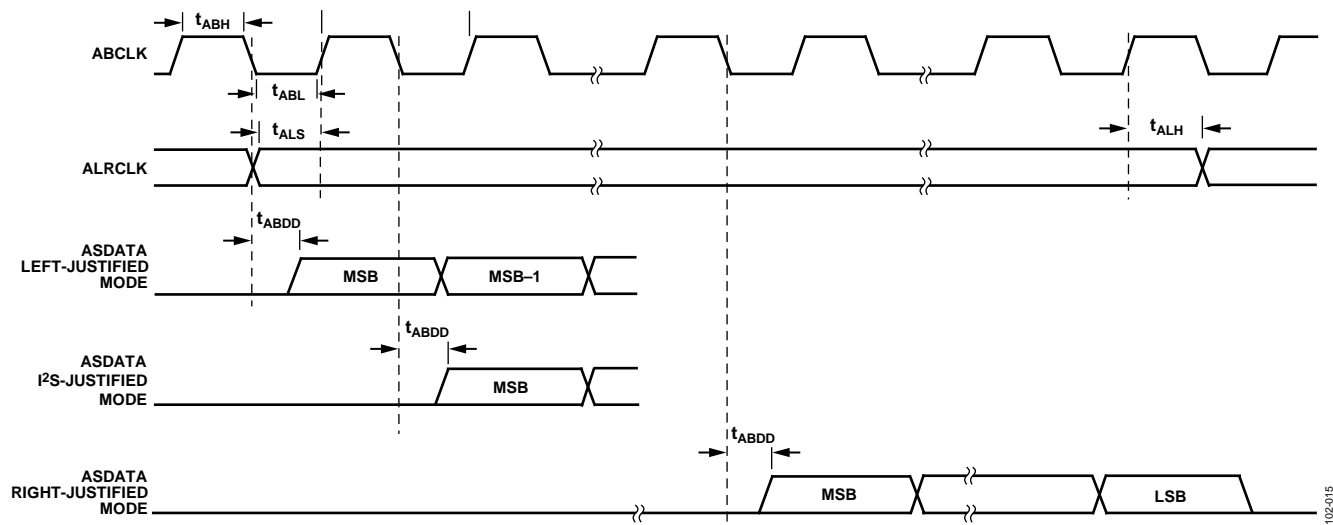 tABH
ABCLK
tABL
tALS
tALH
ALRCLK
tABDD
ASDATA
LEFT-JUSTIFIED
MODE
MSB
MSB–1
tABDD
ASDATA
I²S-JUSTIFIED
MODE
MSB
tABDD
ASDATA
RIGHT-JUSTIFIED
MODE
MSB
LSB
102-015